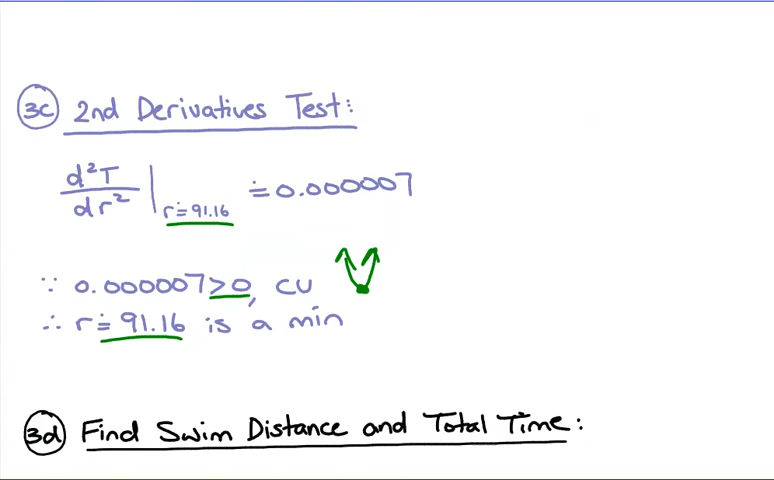 3c 2nd Derivatives Test:
d²T/dr² | r≐91.16 ≐ 0.000007
∵ 0.000007 > 0, CU
∴ r ≐ 91.16 is a min
3d Find Swim Distance and Total Time: